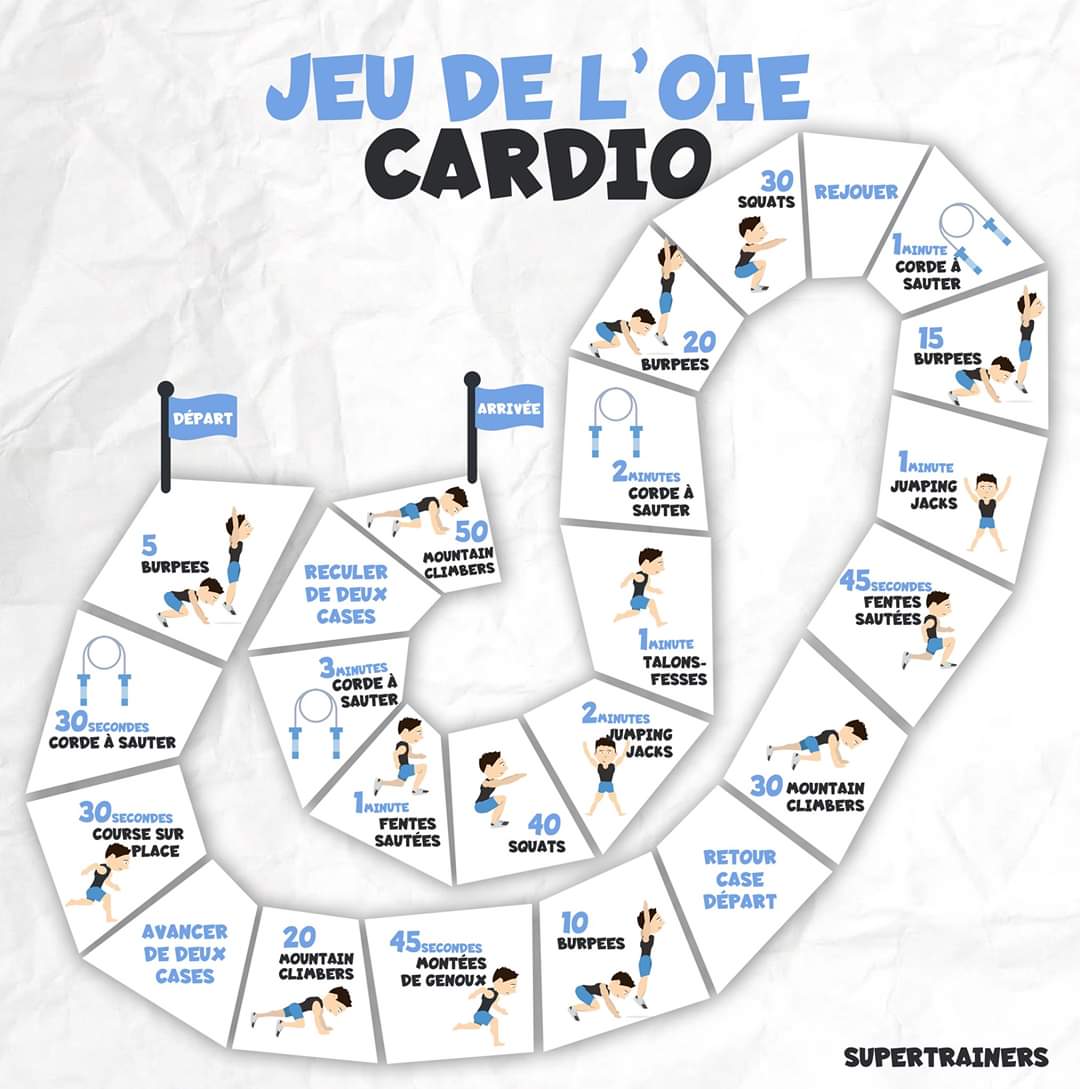 JEU DE L'OIE
CARDIO
DÉPART
5
BURPEES
30 SECONDES
CORDE À SAUTER
30 SECONDES
COURSE SUR
PLACE
AVANCER
DE DEUX
CASES
20
MOUNTAIN
CLIMBERS
45 SECONDES
MONTÉES
DE GENOUX
10
BURPEES
RETOUR
CASE
DÉPART
30 MOUNTAIN
CLIMBERS
45 SECONDES
FENTES
SAUTÉES
1 MINUTE
JUMPING
JACKS
15
BURPEES
1 MINUTE
CORDE À
SAUTER
REJOUER
30
SQUATS
20
BURPEES
2 MINUTES
CORDE À
SAUTER
1 MINUTE
TALONS-
FESSES
2 MINUTES
JUMPING
JACKS
40
SQUATS
1 MINUTE
FENTES
SAUTÉES
3 MINUTES
CORDE À
SAUTER
RECULER
DE DEUX
CASES
50
MOUNTAIN
CLIMBERS
ARRIVÉE
SUPERTRAINERS